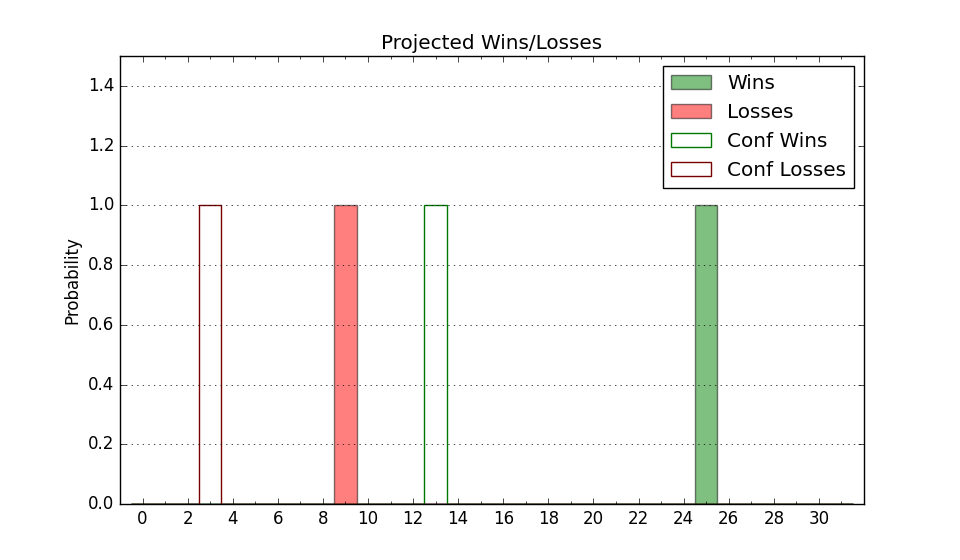 Projected Wins/Losses
Wins
Losses
Conf Wins
Conf Losses
Probability
1.4
1.2
1.0
0.8
0.6
0.4
0.2
0.0
0 2 4 6 8 10 12 14 16 18 20 22 24 26 28 30